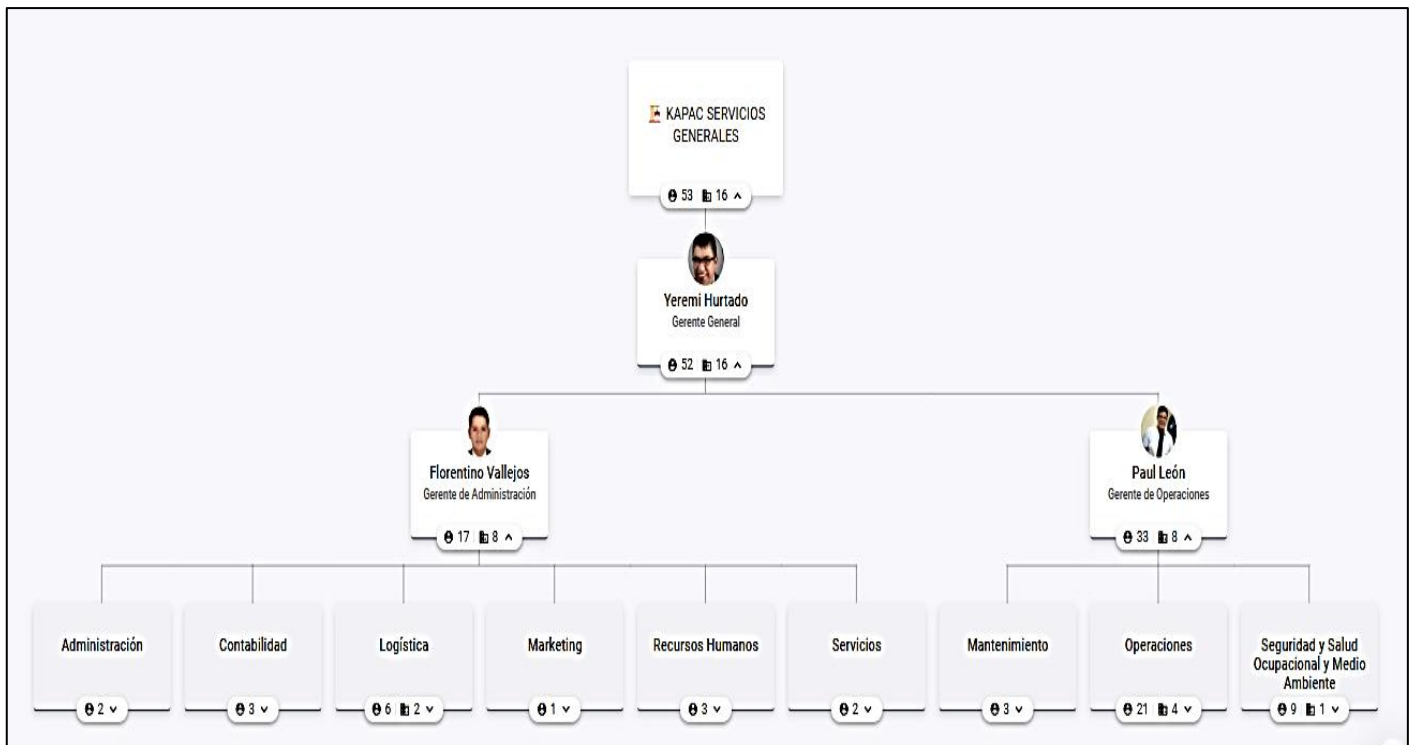 KAPAC SERVICIOS
GENERALES
53 16
Yeremi Hurtado
Gerente General
52 16
Florentino Vallejos
Gerente de Administración
17 8
Paul León
Gerente de Operaciones
33 8
Administración
2
Contabilidad
3
Logística
6 2
Marketing
1
Recursos Humanos
3
Servicios
2
Mantenimiento
3
Operaciones
21 4
Seguridad y Salud
Ocupacional y Medio
Ambiente
9 1